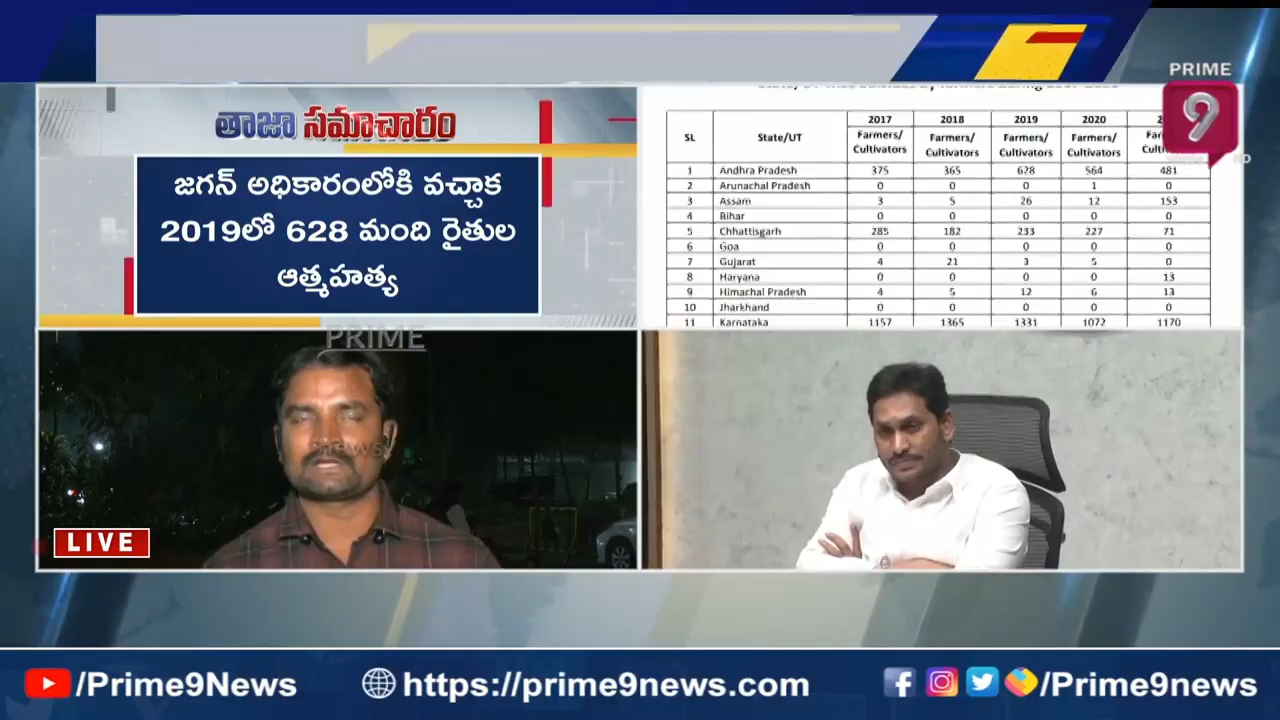 PRIME
9
తాజా సమాచారం
జగన్ అధికారంలోకి వచ్చాక
2019లో 628 మంది రైతుల
ఆత్మహత్య
SL State/UT 2017 2018 2019 2020
Farmers/ Farmers/ Farmers/ Farmers/
Cultivators Cultivators Cultivators Cultivators
1 Andhra Pradesh 375 365 628 564 481
2 Arunachal Pradesh 0 0 0 1 0
3 Assam 3 5 26 12 153
4 Bihar 0 0 0 0 0
5 Chhattisgarh 285 182 233 227 71
6 Goa 0 0 0 0 0
7 Gujarat 4 21 3 5 0
8 Haryana 0 0 0 0 13
9 Himachal Pradesh 4 5 12 6 13
10 Jharkhand 0 0 0 0 0
11 Karnataka 1157 1365 1331 1072 1170
PRIME
news
LIVE
/Prime9News https://prime9news.com /Prime9news